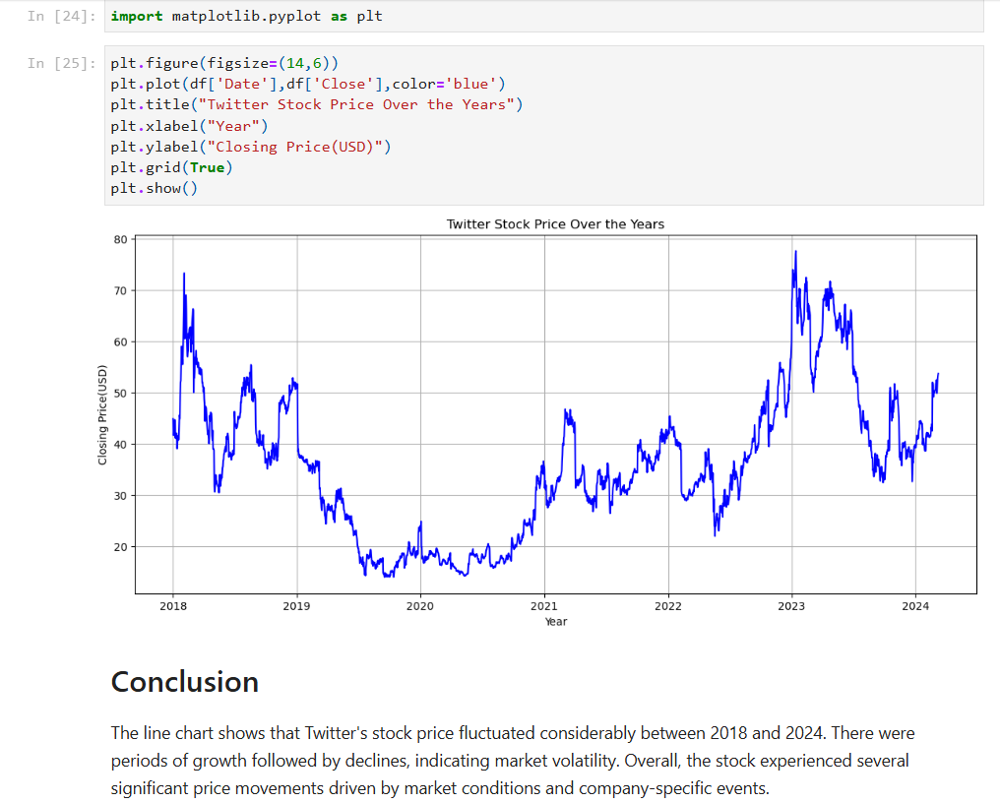 In [24]: import matplotlib.pyplot as plt
In [25]: plt.figure(figsize=(14,6))
plt.plot(df['Date'],df['Close'],color='blue')
plt.title("Twitter Stock Price Over the Years")
plt.xlabel("Year")
plt.ylabel("Closing Price(USD)")
plt.grid(True)
plt.show()
Twitter Stock Price Over the Years
Closing Price(USD)
80
70
60
50
40
30
20
2018 2019 2020 2021 2022 2023 2024
Year
Conclusion
The line chart shows that Twitter's stock price fluctuated considerably between 2018 and 2024. There were
periods of growth followed by declines, indicating market volatility. Overall, the stock experienced several
significant price movements driven by market conditions and company-specific events.